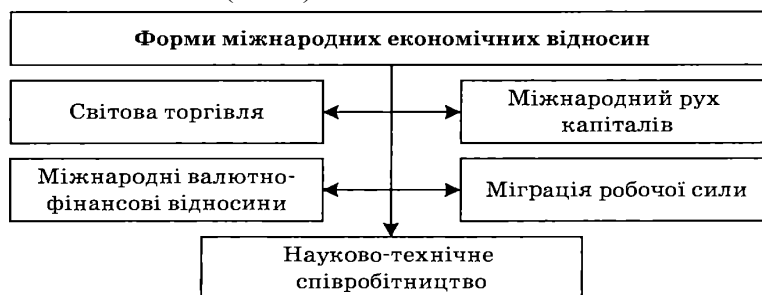 Форми міжнародних економічних відносин
Світова торгівля
Міжнародний рух
капіталів
Міжнародні валютно-
фінансові відносини
Міграція робочої сили
Науково-технічне
співробітництво